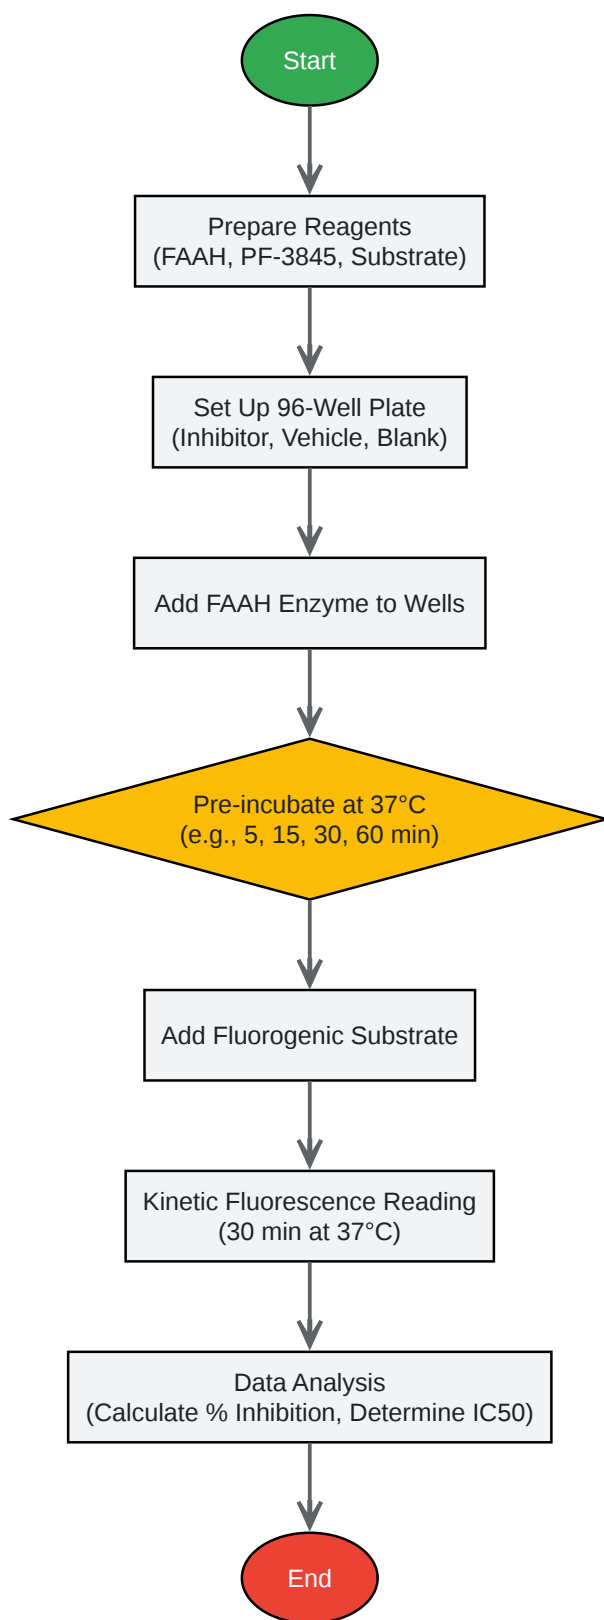 Start
Prepare Reagents
(FAAH, PF-3845, Substrate)
Set Up 96-Well Plate
(Inhibitor, Vehicle, Blank)
Add FAAH Enzyme to Wells
Pre-incubate at 37°C
(e.g., 5, 15, 30, 60 min)
Add Fluorogenic Substrate
Kinetic Fluorescence Reading
(30 min at 37°C)
Data Analysis
(Calculate % Inhibition, Determine IC50)
End